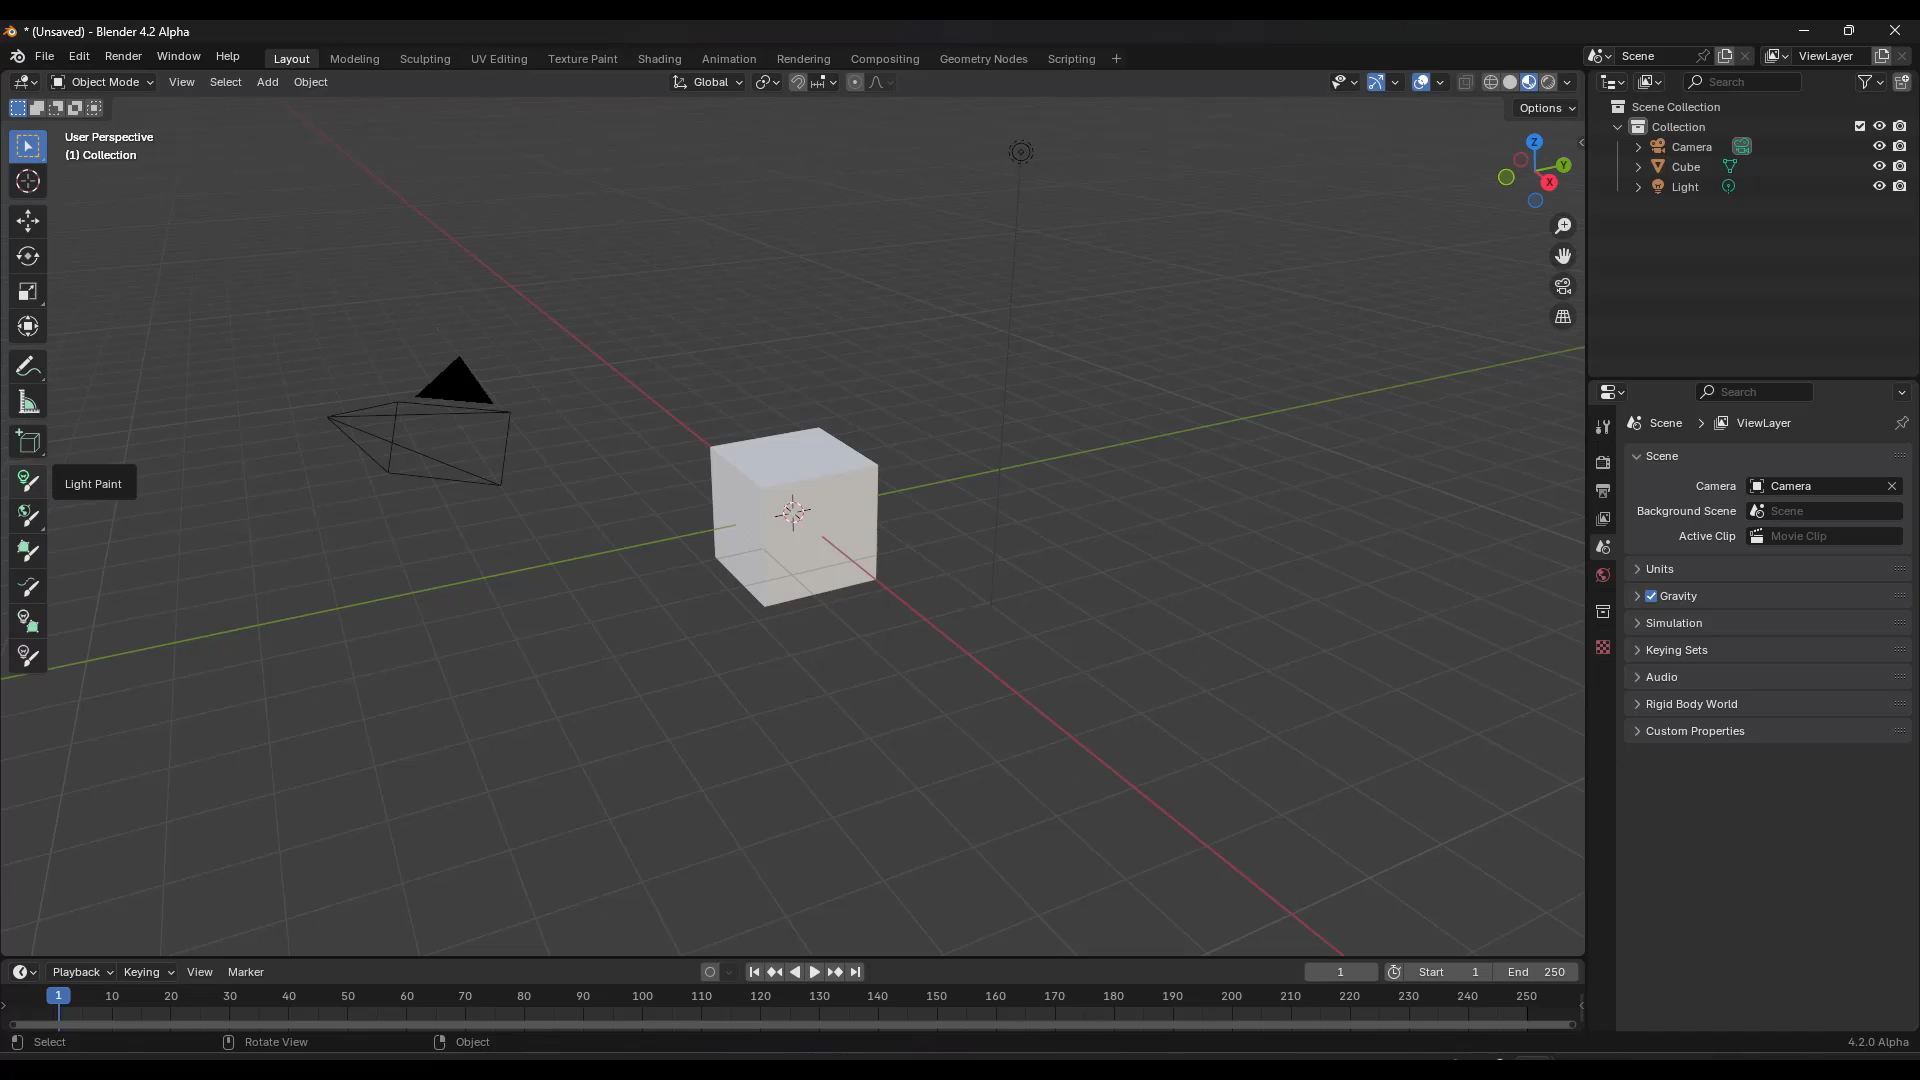 * (Unsaved) - Blender 4.2 Alpha
File Edit Render Window Help Layout Modeling Sculpting UV Editing Texture Paint Shading Animation Rendering Compositing Geometry Nodes Scripting + Scene ViewLayer
Object Mode View Select Add Object Global Search
Options
User Perspective
(1) Collection
Z
Y
X
Light Paint
Scene Collection
Collection
Camera
Cube
Light
Search
Scene > ViewLayer
Scene
Camera Camera
Background Scene Scene
Active Clip Movie Clip
Units
Gravity
Simulation
Keying Sets
Audio
Rigid Body World
Custom Properties
Playback Keying View Marker 1 Start 1 End 250
1 10 20 30 40 50 60 70 80 90 100 110 120 130 140 150 160 170 180 190 200 210 220 230 240 250
Select Rotate View Object 4.2.0 Alpha